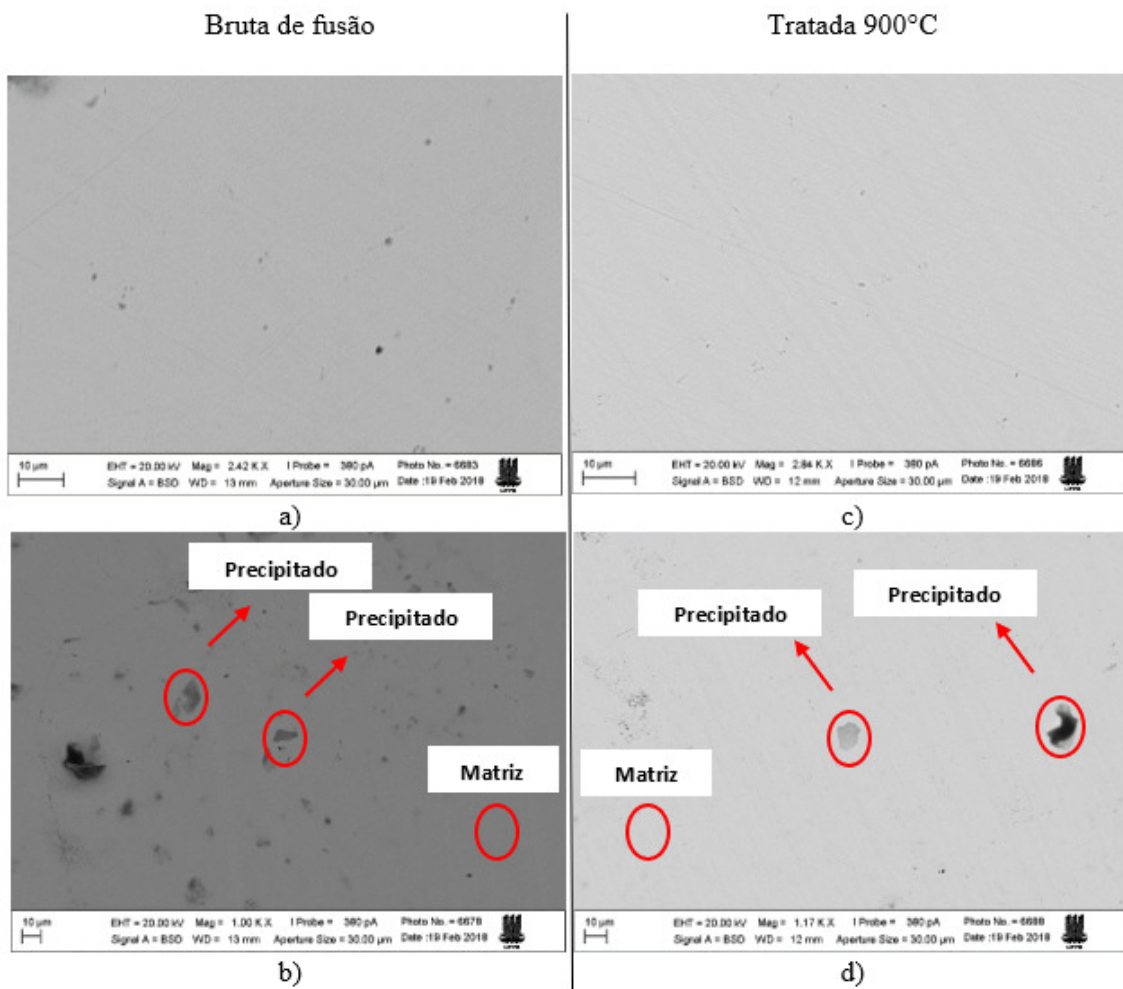 Bruta de fusão
Tratada 900°C
10 µm
EHT = 20.00 kV Mag = 2.42 K X I Probe = 380 pA Photo No. = 6683
Signal A = BSD WD = 13 mm Aperture Size = 30.00 µm Date :19 Feb 2018
a)
10 µm
EHT = 20.00 kV Mag = 2.84 K X I Probe = 380 pA Photo No. = 6686
Signal A = BSD WD = 12 mm Aperture Size = 30.00 µm Date :19 Feb 2018
c)
Precipitado
Precipitado
Matriz
10 µm
EHT = 20.00 kV Mag = 1.00 K X I Probe = 380 pA Photo No. = 6678
Signal A = BSD WD = 13 mm Aperture Size = 30.00 µm Date :19 Feb 2018
b)
Precipitado
Precipitado
Matriz
10 µm
EHT = 20.00 kV Mag = 1.17 K X I Probe = 380 pA Photo No. = 6688
Signal A = BSD WD = 12 mm Aperture Size = 30.00 µm Date :19 Feb 2018
d)